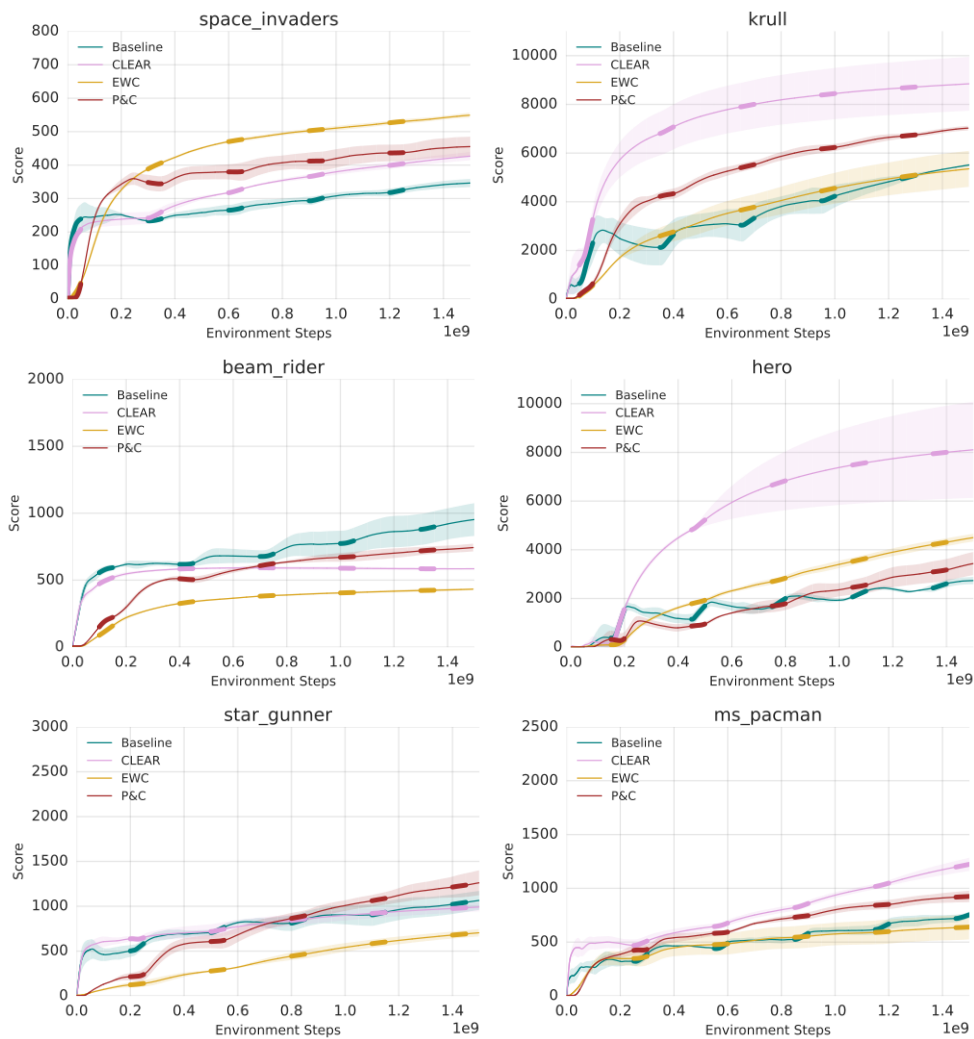 space_invaders
800
700
600
500
400
300
200
100
0
Score
Baseline
CLEAR
EWC
P&C
0.0 0.2 0.4 0.6 0.8 1.0 1.2 1.4
Environment Steps
1e9
krull
10000
8000
6000
4000
2000
0
Score
Baseline
CLEAR
EWC
P&C
0.0 0.2 0.4 0.6 0.8 1.0 1.2 1.4
Environment Steps
1e9
beam_rider
2000
1500
1000
500
0
Score
Baseline
CLEAR
EWC
P&C
0.0 0.2 0.4 0.6 0.8 1.0 1.2 1.4
Environment Steps
1e9
hero
10000
8000
6000
4000
2000
0
Score
Baseline
CLEAR
EWC
P&C
0.0 0.2 0.4 0.6 0.8 1.0 1.2 1.4
Environment Steps
1e9
star_gunner
3000
2500
2000
1500
1000
500
0
Score
Baseline
CLEAR
EWC
P&C
0.0 0.2 0.4 0.6 0.8 1.0 1.2 1.4
Environment Steps
1e9
ms_pacman
2500
2000
1500
1000
500
0
Score
Baseline
CLEAR
EWC
P&C
0.0 0.2 0.4 0.6 0.8 1.0 1.2 1.4
Environment Steps
1e9